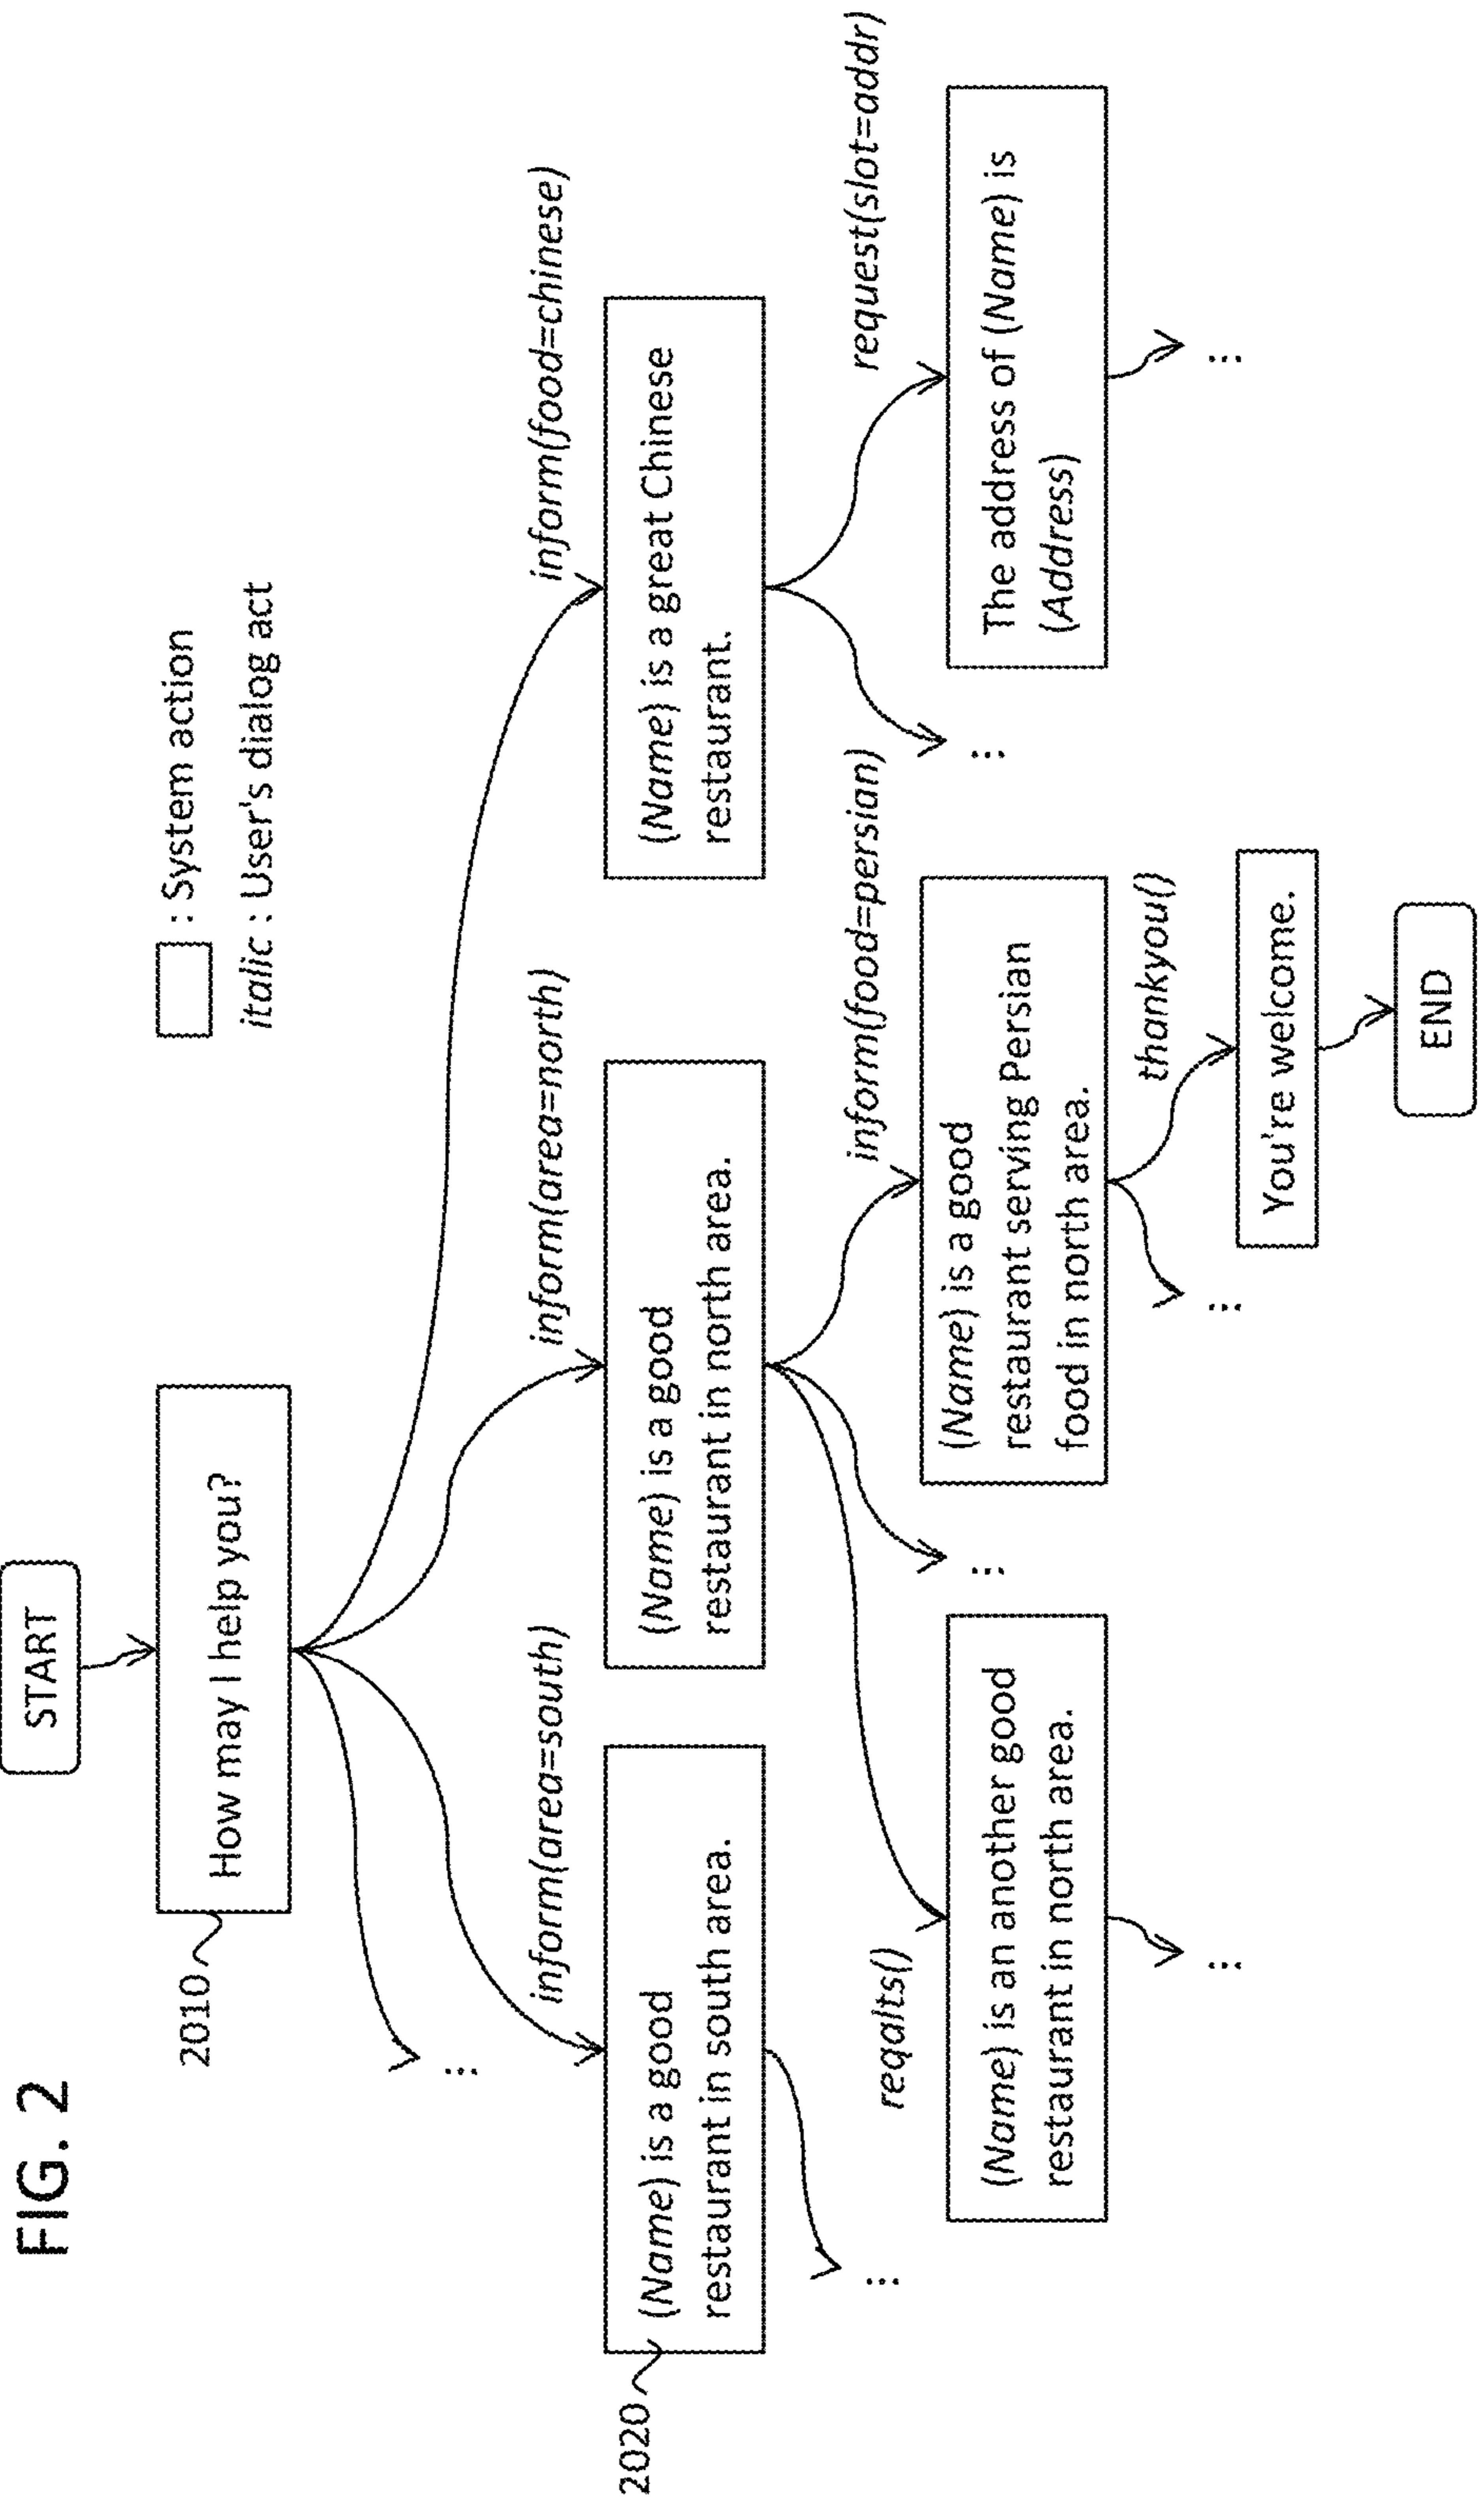 FIG. 2
START
: System action
italic : User's dialog act
2010
How may I help you?
⋮
inform(area=south)
inform(area=north)
inform(food=chinese)
2020
(Name) is a good
restaurant in south area.
(Name) is a good
restaurant in north area.
(Name) is a great Chinese
restaurant.
⋮
reqalts()
inform(food=persian)
request(slot=addr)
(Name) is an another good
restaurant in north area.
⋮
(Name) is a good
restaurant serving Persian
food in north area.
⋮
The address of (Name) is
(Address)
⋮
⋮
thankyou()
⋮
You're welcome.
END